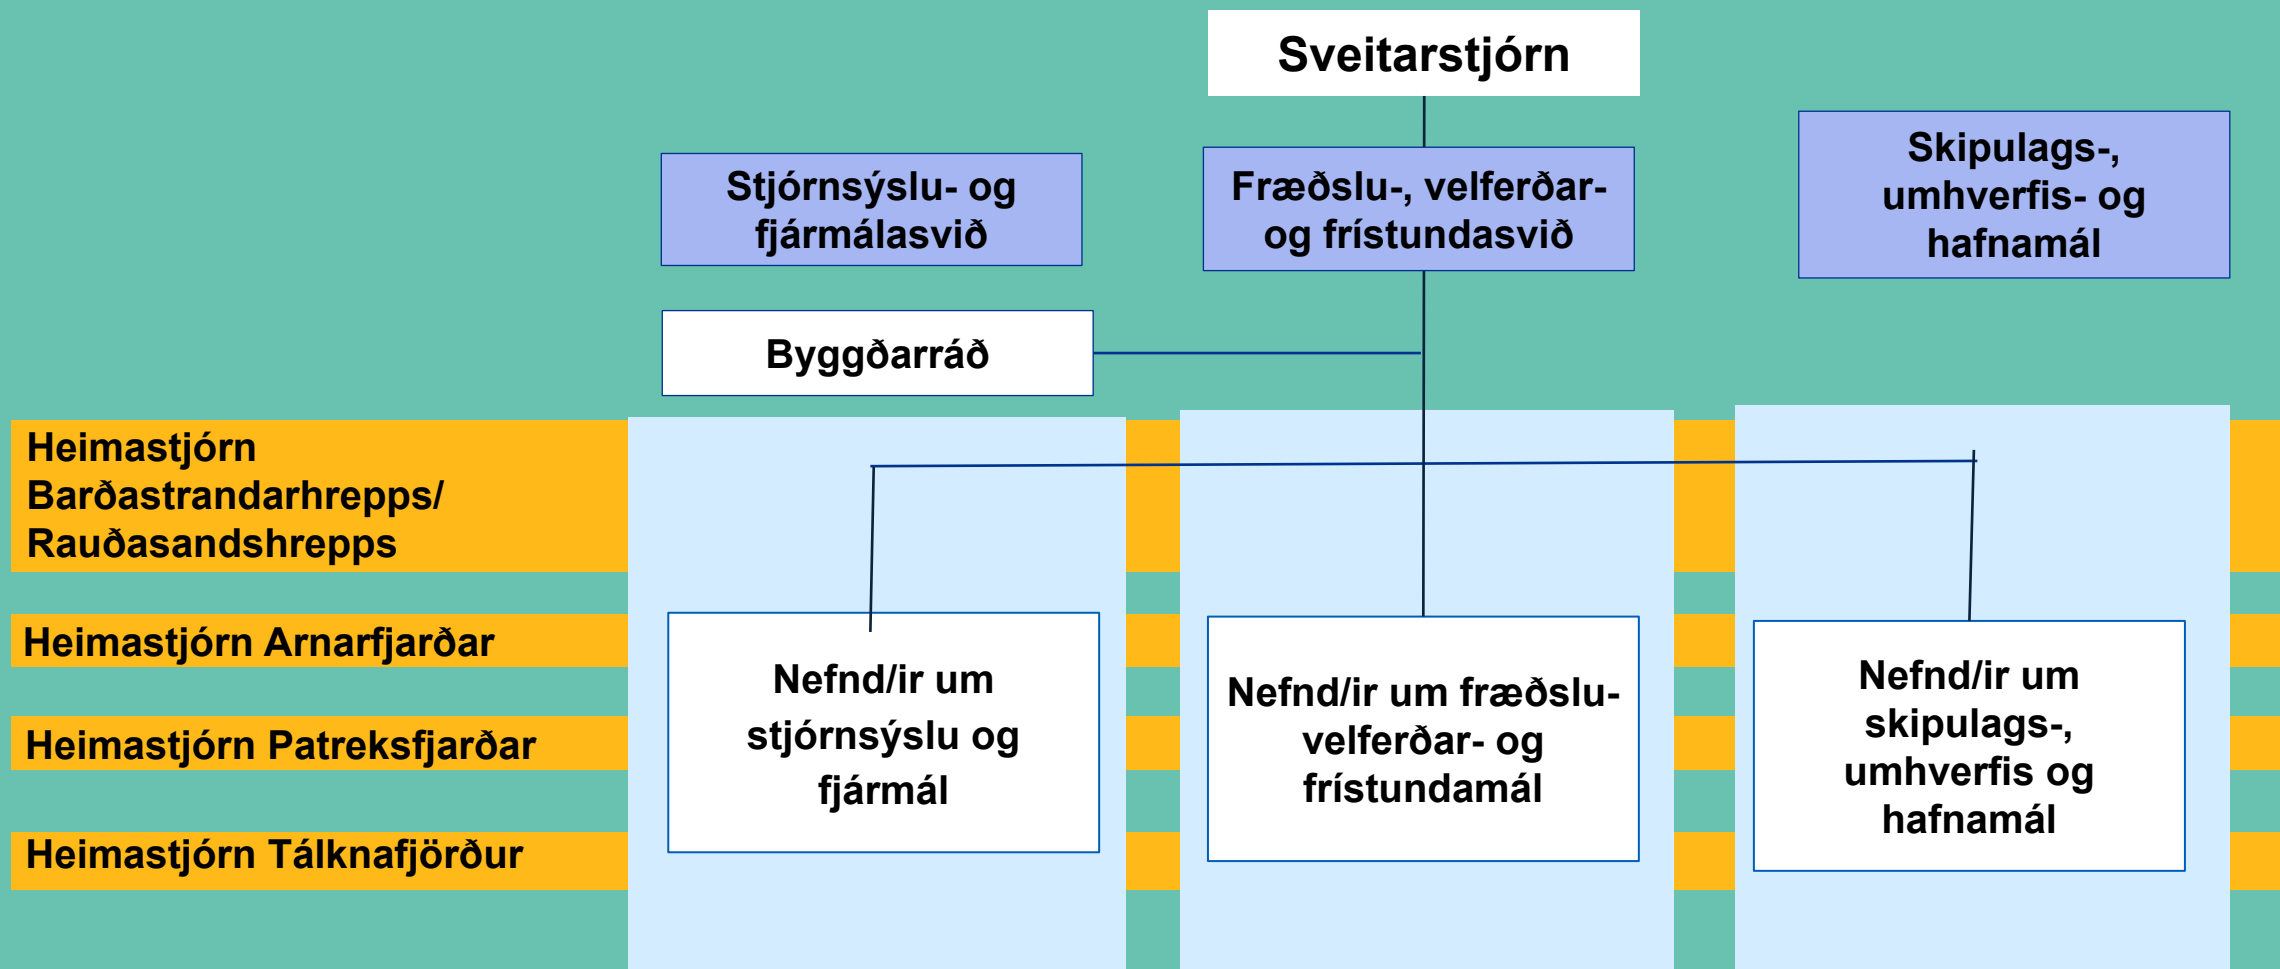 Sveitarstjórn
Stjórnsýslu- og
fjármálasvið
Fræðslu-, velferðar-
og frístundasvið
Skipulags-,
umhverfis- og
hafnamál
Byggðarráð
Heimastjórn
Barðastrandarhrepps/
Rauðasandshrepps
Heimastjórn Arnarfjarðar
Heimastjórn Patreksfjarðar
Heimastjórn Tálknafjörður
Nefnd/ir um
stjórnsýslu og
fjármál
Nefnd/ir um fræðslu-
velferðar- og
frístundamál
Nefnd/ir um
skipulags-,
umhverfis og
hafnamál